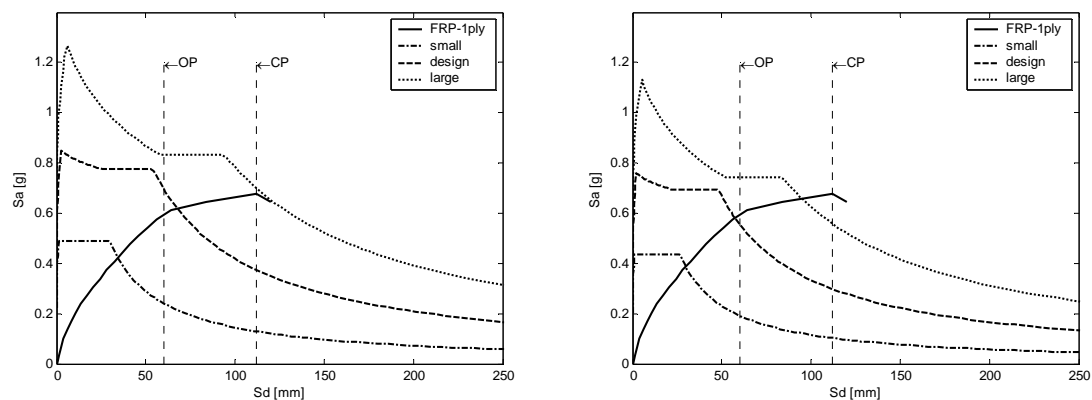 FRP-1ply
small
design
large
←OP
←CP
1.2
1
0.8
0.6
0.4
0.2
0
Sa [g]
0 50 100 150 200 250
Sd [mm]
FRP-1ply
small
design
large
←OP
←CP
1.2
1
0.8
0.6
0.4
0.2
0
Sa [g]
0 50 100 150 200 250
Sd [mm]